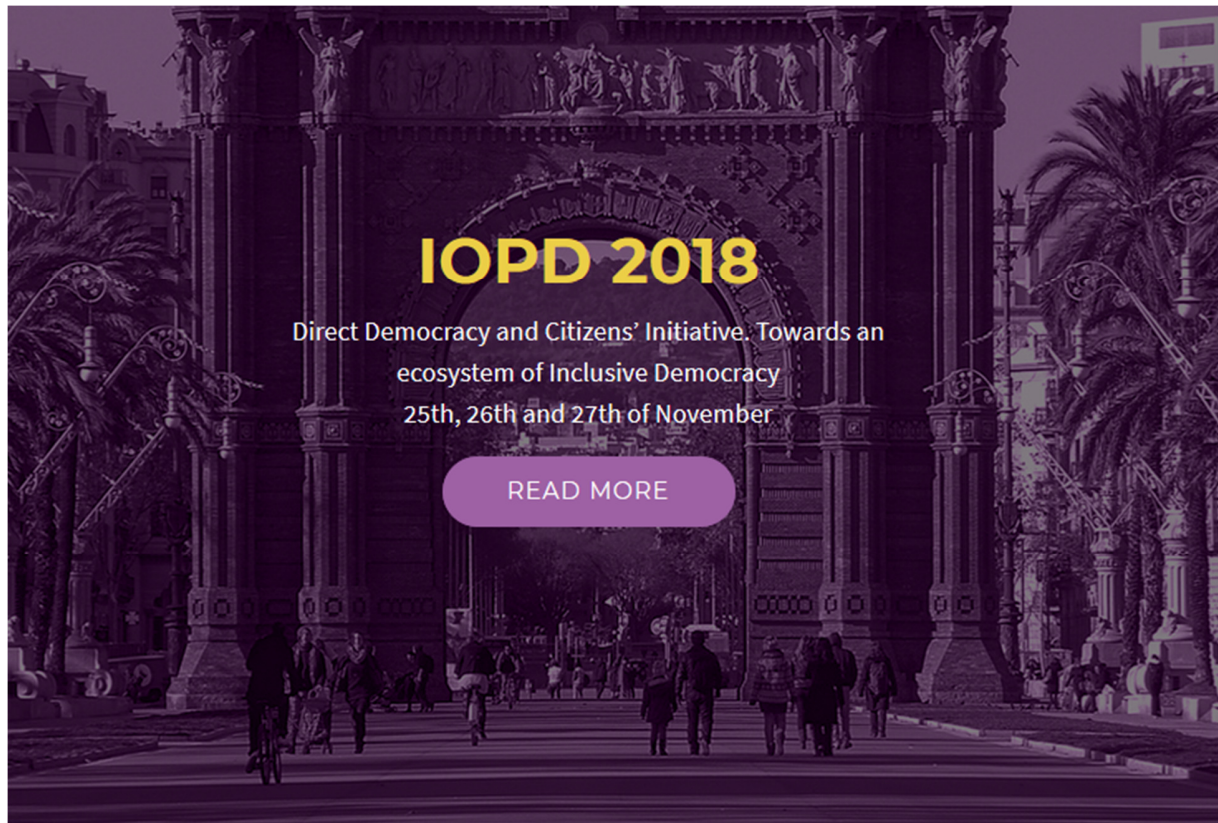 IOPD 2018
Direct Democracy and Citizens’ Initiative. Towards an
ecosystem of Inclusive Democracy
25th, 26th and 27th of November
READ MORE